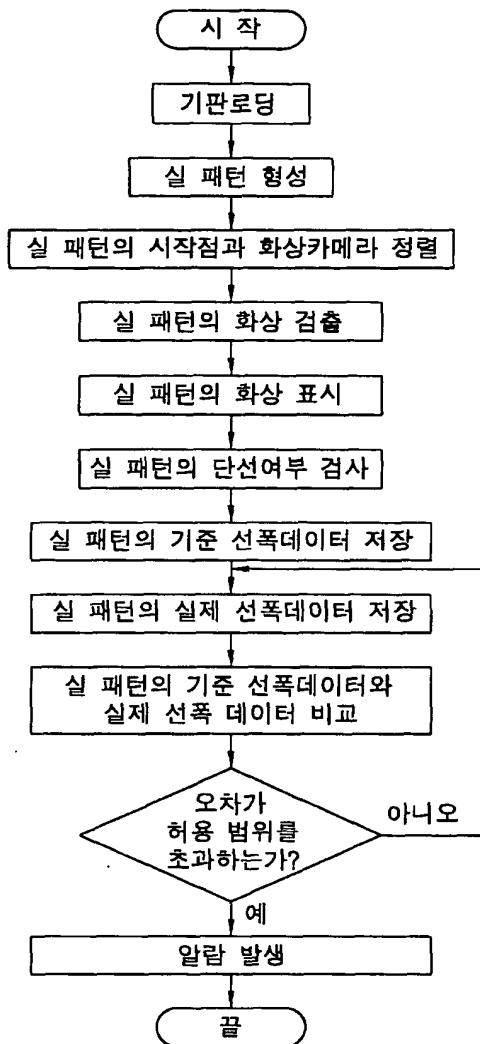 시 작
기판로딩
실 패턴 형성
실 패턴의 시작점과 화상카메라 정렬
실 패턴의 화상 검출
실 패턴의 화상 표시
실 패턴의 단선여부 검사
실 패턴의 기준 선폭데이터 저장
실 패턴의 실제 선폭데이터 저장
실 패턴의 기준 선폭데이터와
실제 선폭 데이터 비교
오차가
허용 범위를
초과하는가?
아니오
예
알람 발생
끝